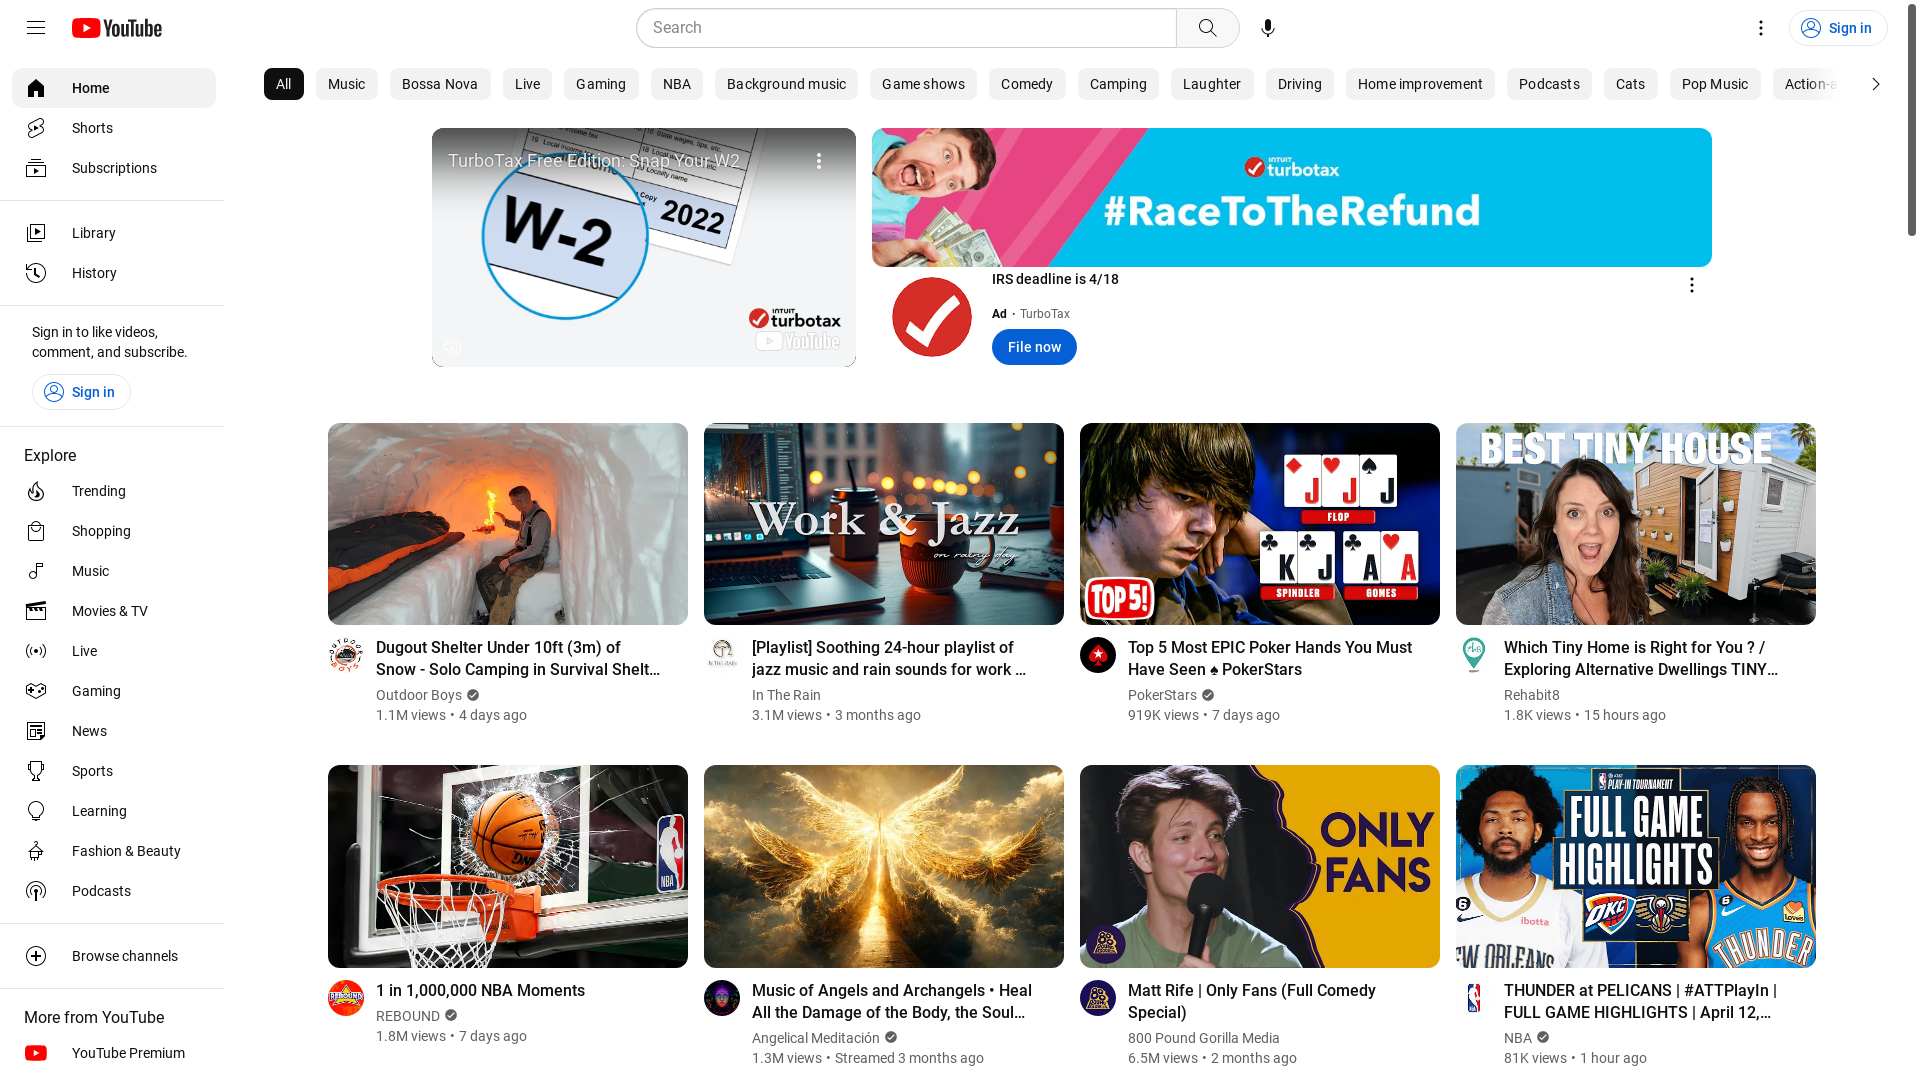 YouTube
Search
Sign in
Home
Shorts
Subscriptions
Library
History
Sign in to like videos,
comment, and subscribe.
Sign in
Explore
Trending
Shopping
Music
Movies & TV
Live
Gaming
News
Sports
Learning
Fashion & Beauty
Podcasts
Browse channels
More from YouTube
YouTube Premium
All
Music
Bossa Nova
Live
Gaming
NBA
Background music
Game shows
Comedy
Camping
Laughter
Driving
Home improvement
Podcasts
Cats
Pop Music
Action-a
TurboTax Free Edition: Snap Your W2
W-2
2022
INTUIT
turbotax
YouTube
INTUIT
turbotax
#RaceToTheRefund
IRS deadline is 4/18
Ad · TurboTax
File now
Work & Jazz
on rainy day
J J J
FLOP
K J A A
SPINDLER GOMES
TOP 5!
BEST TINY HOUSE
Dugout Shelter Under 10ft (3m) of
Snow - Solo Camping in Survival Shelt...
Outdoor Boys
1.1M views • 4 days ago
[Playlist] Soothing 24-hour playlist of
jazz music and rain sounds for work ...
In The Rain
3.1M views • 3 months ago
Top 5 Most EPIC Poker Hands You Must
Have Seen ♠ PokerStars
PokerStars
919K views • 7 days ago
Which Tiny Home is Right for You ? /
Exploring Alternative Dwellings TINY...
Rehabit8
1.8K views • 15 hours ago
NBA
ONLY
FANS
PLAY-IN TOURNAMENT
FULL GAME
HIGHLIGHTS
OKC
ibotta
Love's
NEW ORLEANS
THUNDER
1 in 1,000,000 NBA Moments
REBOUND
1.8M views • 7 days ago
Music of Angels and Archangels • Heal
All the Damage of the Body, the Soul...
Angelical Meditación
1.3M views • Streamed 3 months ago
Matt Rife | Only Fans (Full Comedy
Special)
800 Pound Gorilla Media
6.5M views • 2 months ago
THUNDER at PELICANS | #ATTPlayIn |
FULL GAME HIGHLIGHTS | April 12,...
NBA
81K views • 1 hour ago